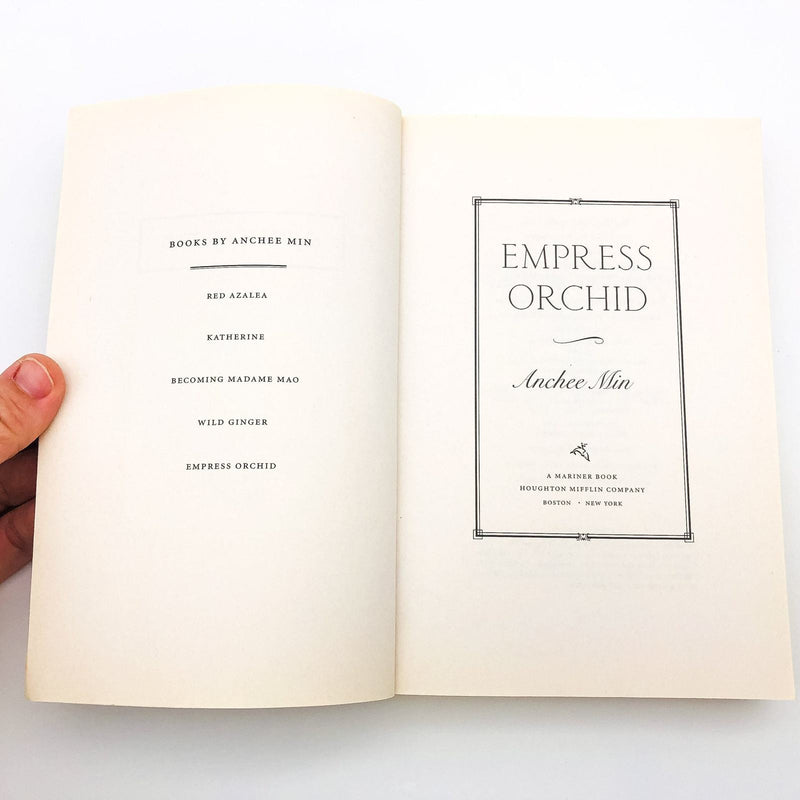 BOOKS BY ANCHEE MIN
RED AZALEA
KATHERINE
BECOMING MADAME MAO
WILD GINGER
EMPRESS ORCHID
EMPRESS
ORCHID
Anchee Min
A MARINER BOOK
HOUGHTON MIFFLIN COMPANY
BOSTON • NEW YORK